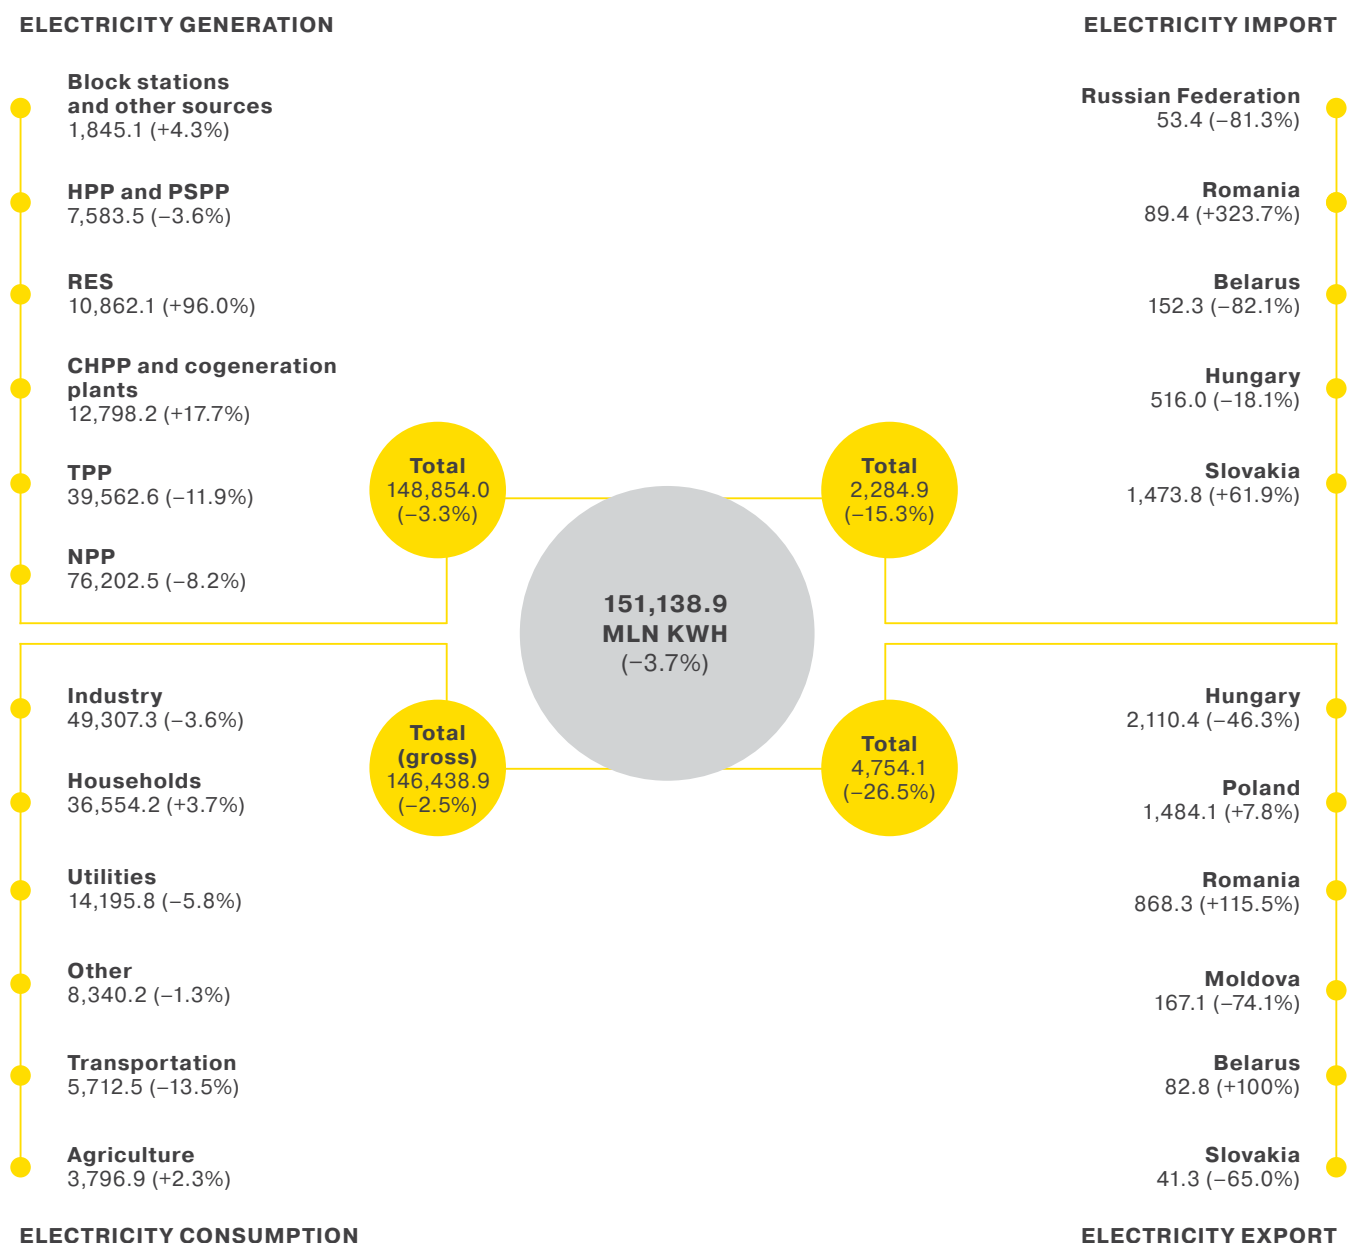 ELECTRICITY GENERATION
Block stations
and other sources
1,845.1 (+4.3%)
HPP and PSPP
7,583.5 (−3.6%)
RES
10,862.1 (+96.0%)
CHPP and cogeneration
plants
12,798.2 (+17.7%)
TPP
39,562.6 (−11.9%)
NPP
76,202.5 (−8.2%)
Total
148,854.0
(−3.3%)
ELECTRICITY IMPORT
Russian Federation
53.4 (−81.3%)
Romania
89.4 (+323.7%)
Belarus
152.3 (−82.1%)
Hungary
516.0 (−18.1%)
Slovakia
1,473.8 (+61.9%)
Total
2,284.9
(−15.3%)
151,138.9
MLN KWH
(−3.7%)
Total
(gross)
146,438.9
(−2.5%)
Industry
49,307.3 (−3.6%)
Households
36,554.2 (+3.7%)
Utilities
14,195.8 (−5.8%)
Other
8,340.2 (−1.3%)
Transportation
5,712.5 (−13.5%)
Agriculture
3,796.9 (+2.3%)
ELECTRICITY CONSUMPTION
Total
4,754.1
(−26.5%)
Hungary
2,110.4 (−46.3%)
Poland
1,484.1 (+7.8%)
Romania
868.3 (+115.5%)
Moldova
167.1 (−74.1%)
Belarus
82.8 (+100%)
Slovakia
41.3 (−65.0%)
ELECTRICITY EXPORT